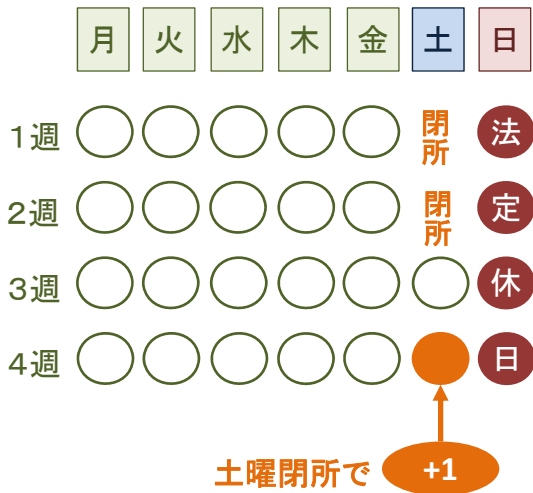 月 火 水 木 金 土 日
1週 閉所 法
2週 閉所 定
3週 休
4週 日
土曜閉所で +1